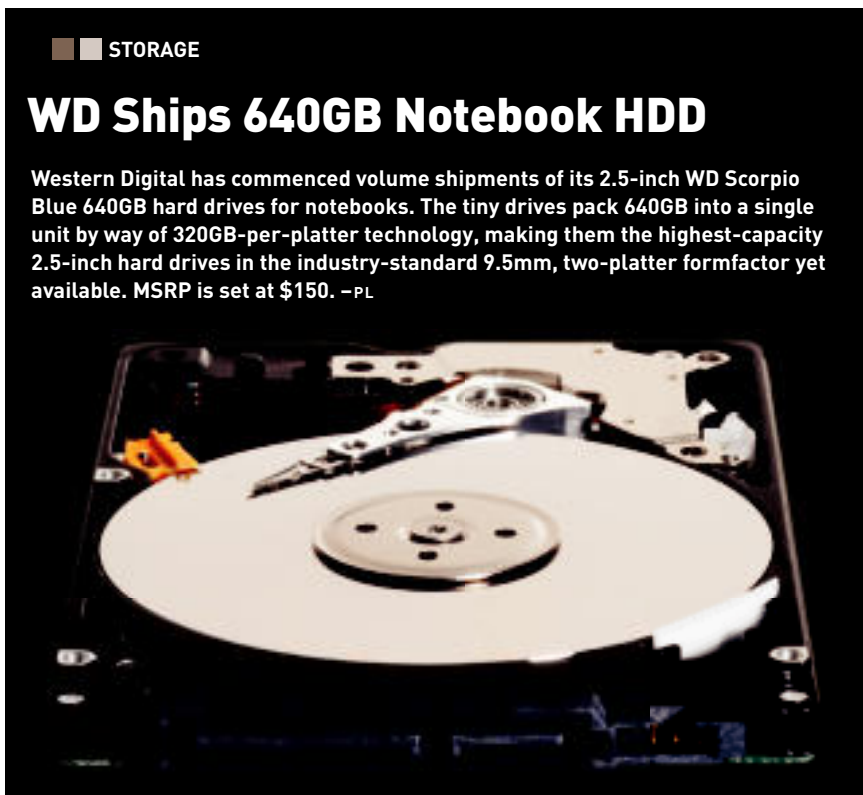 STORAGE
WD Ships 640GB Notebook HDD
Western Digital has commenced volume shipments of its 2.5-inch WD Scorpio
Blue 640GB hard drives for notebooks. The tiny drives pack 640GB into a single
unit by way of 320GB-per-platter technology, making them the highest-capacity
2.5-inch hard drives in the industry-standard 9.5mm, two-platter formfactor yet
available. MSRP is set at $150. –PL